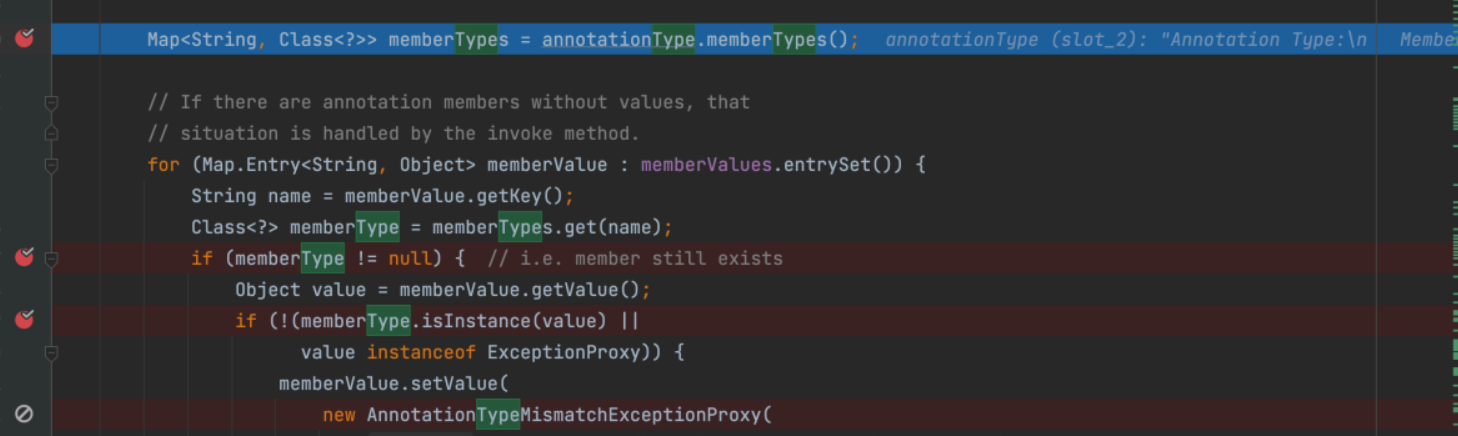 Map<String, Class<?>> memberTypes = annotationType.memberTypes();  annotationType (slot_2): "Annotation Type:\n   Membe
// If there are annotation members without values, that
// situation is handled by the invoke method.
for (Map.Entry<String, Object> memberValue : memberValues.entrySet()) {
String name = memberValue.getKey();
Class<?> memberType = memberTypes.get(name);
if (memberType != null) {  // i.e. member still exists
Object value = memberValue.getValue();
if (!(memberType.isInstance(value) ||
value instanceof ExceptionProxy)) {
memberValue.setValue(
new AnnotationTypeMismatchExceptionProxy(